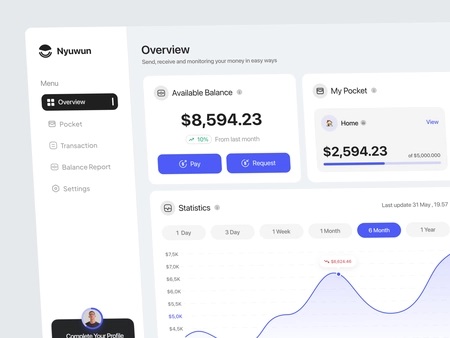 Nyuwun
Menu
Overview
Pocket
Transaction
Balance Report
Settings
Complete Your Profile
Overview
Send, receive and monitoring your money in easy ways
Available Balance
$8,594.23
10% From last month
Pay
Request
My Pocket
Home
View
$2,594.23
of $5,000.000
Statistics
Last update 31 May , 19.57
1 Day
3 Day
1 Week
1 Month
6 Month
1 Year
$7,5K
$7,0K
$6,5K
$6,0K
$5,5K
$5,0K
$4,5K